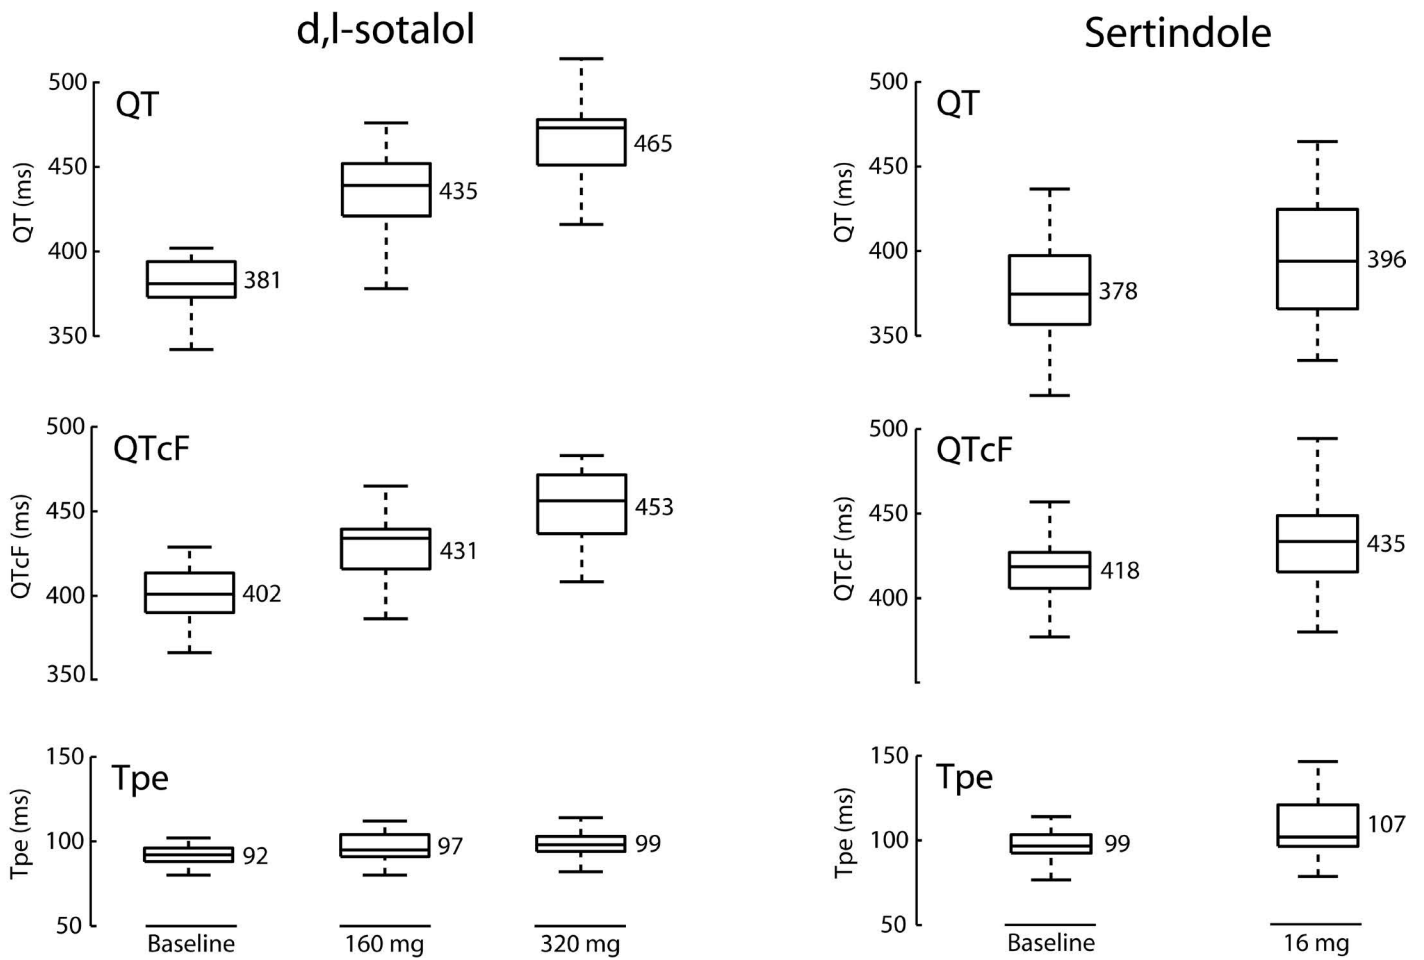 d,l-sotalol
QT
QT (ms)
500
450
400
350
381
435
465
QTcF
QTcF (ms)
500
450
400
350
402
431
453
Tpe
Tpe (ms)
150
100
50
92
97
99
Baseline
160 mg
320 mg
Sertindole
QT
QT (ms)
500
450
400
350
378
396
QTcF
QTcF (ms)
500
450
400
418
435
Tpe
Tpe (ms)
150
100
50
99
107
Baseline
16 mg